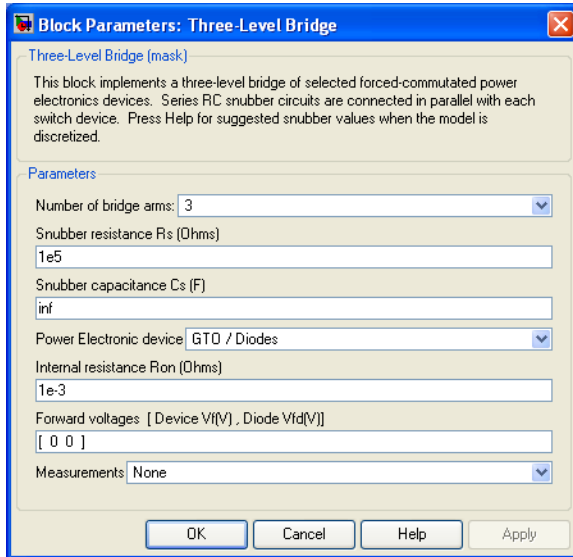 Block Parameters: Three-Level Bridge
Three-Level Bridge (mask)
This block implements a three-level bridge of selected forced-commutated power
electronics devices. Series RC snubber circuits are connected in parallel with each
switch device. Press Help for suggested snubber values when the model is
discretized.
Parameters
Number of bridge arms: 3
Snubber resistance Rs (Ohms)
1e5
Snubber capacitance Cs (F)
inf
Power Electronic device GTO / Diodes
Internal resistance Ron (Ohms)
1e-3
Forward voltages [ Device Vf(V) , Diode Vfd(V)]
[ 0 0 ]
Measurements None
OK Cancel Help Apply